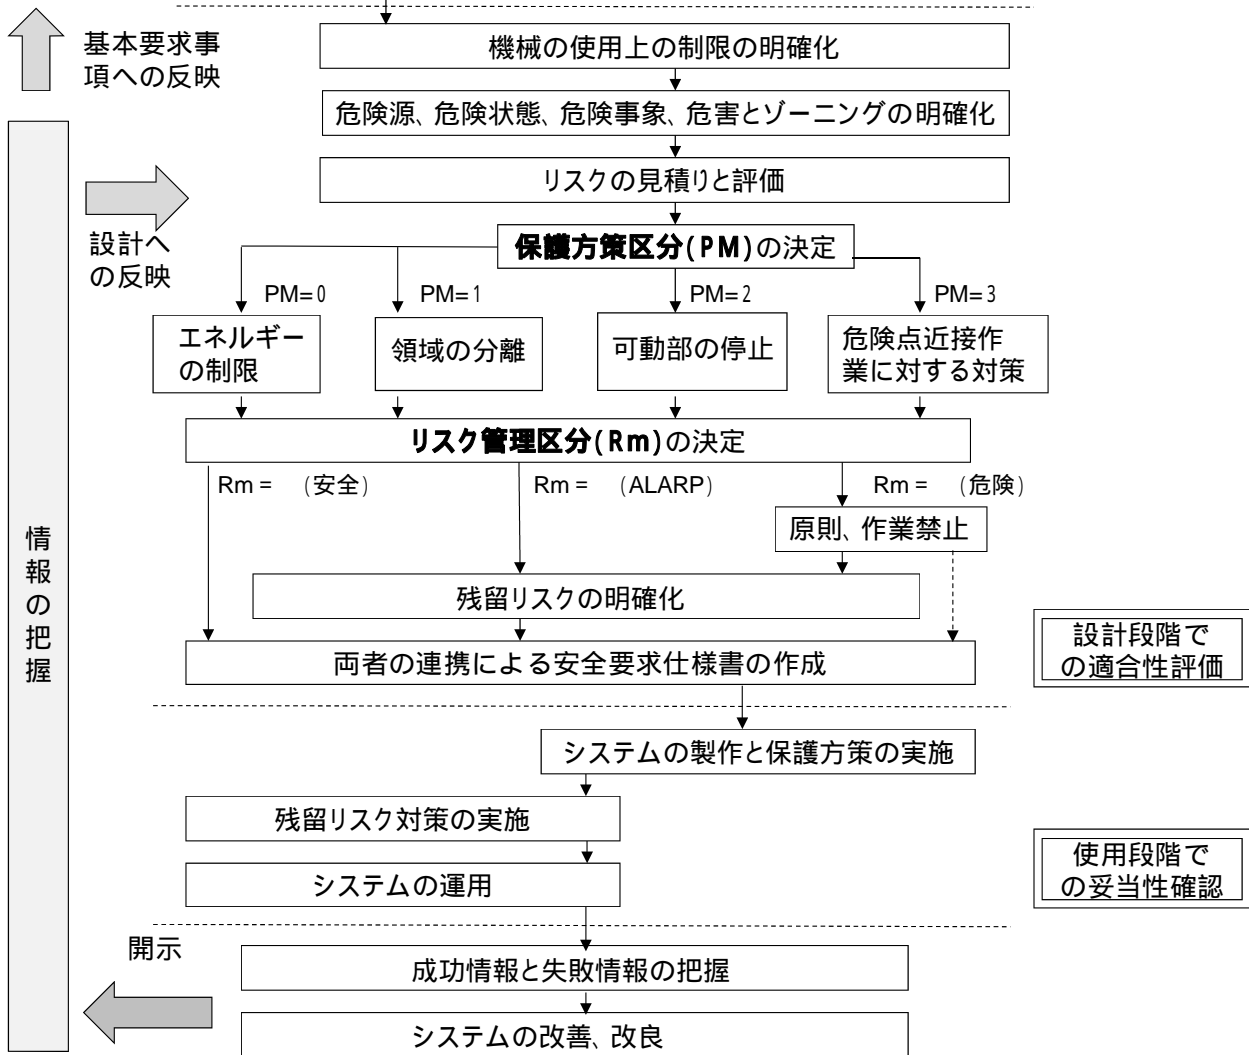 基本要求事
項への反映
機械の使用上の制限の明確化
危険源、危険状態、危険事象、危害とゾーニングの明確化
リスクの見積りと評価
設計へ
の反映
保護方策区分(PM)の決定
PM=0
PM=1
PM=2
PM=3
エネルギー
の制限
領域の分離
可動部の停止
危険点近接作
業に対する対策
リスク管理区分(Rm)の決定
Rm = (安全)
Rm = (ALARP)
Rm = (危険)
原則、作業禁止
残留リスクの明確化
両者の連携による安全要求仕様書の作成
設計段階で
の適合性評価
情報の把握
システムの製作と保護方策の実施
残留リスク対策の実施
システムの運用
使用段階で
の妥当性確認
開示
成功情報と失敗情報の把握
システムの改善、改良